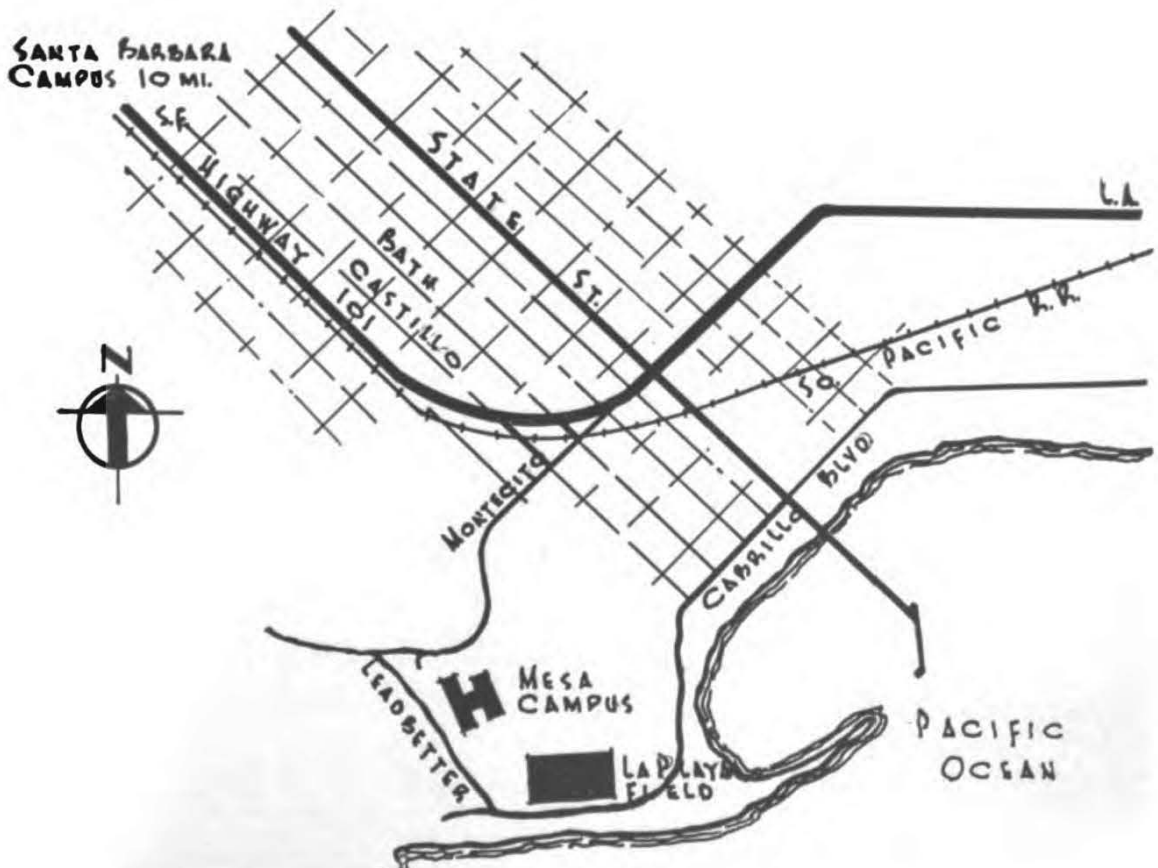 SANTA BARBARA
CAMPUS 10 MI.
S.F.
HIGHWAY
101
STATE ST.
BATH
CASTILLO
L.A.
SO. PACIFIC R.R.
N
MONTECITO
CABRILLO BLVD
LEADBETTER
MESA
CAMPUS
LA PLAYA
FIELD
PACIFIC
OCEAN